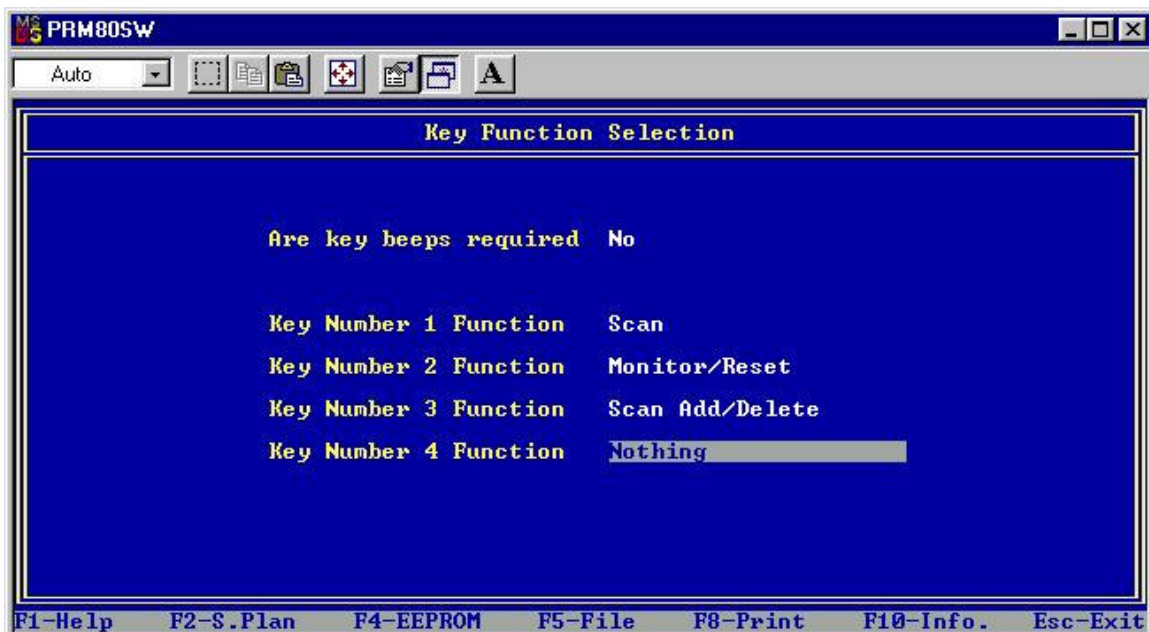 PRM80SW
Auto A
Key Function Selection
Are key beeps required No
Key Number 1 Function Scan
Key Number 2 Function Monitor/Reset
Key Number 3 Function Scan Add/Delete
Key Number 4 Function Nothing
F1-Help F2-S.Plan F4-EEPROM F5-File F8-Print F10-Info. Esc-Exit